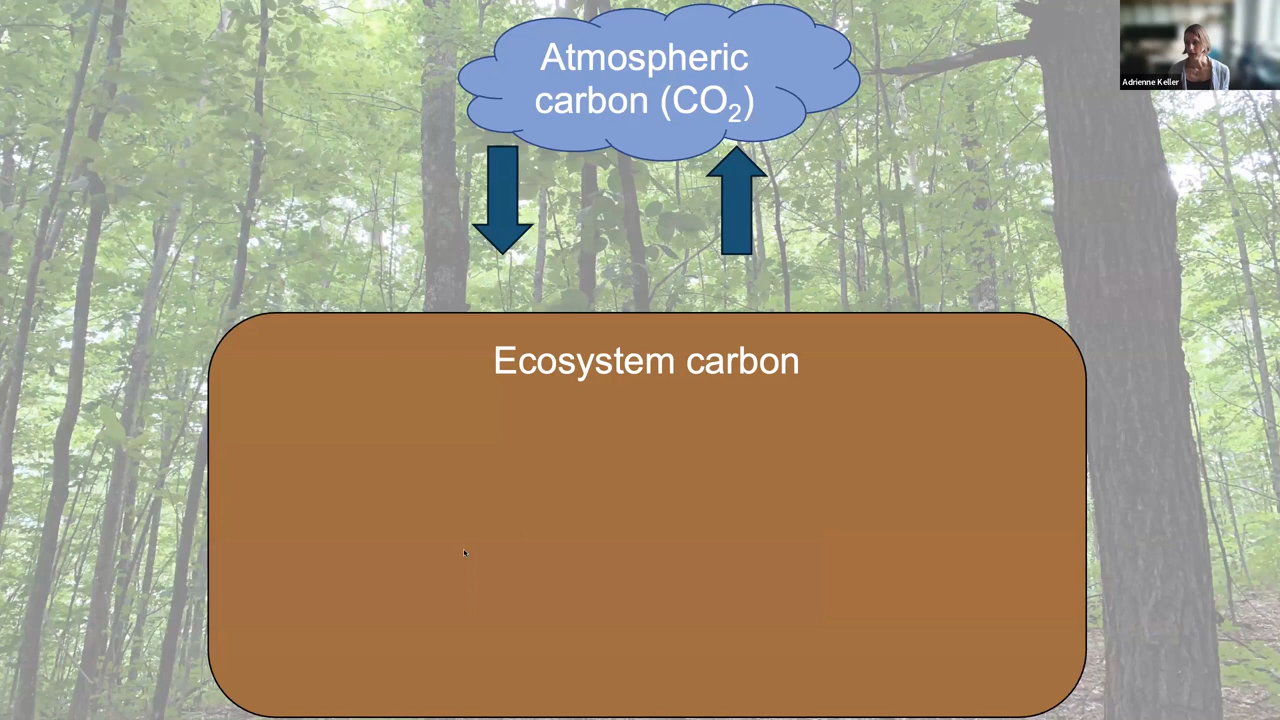 Atmospheric
carbon (CO₂)
Adrienne Keller
Ecosystem carbon